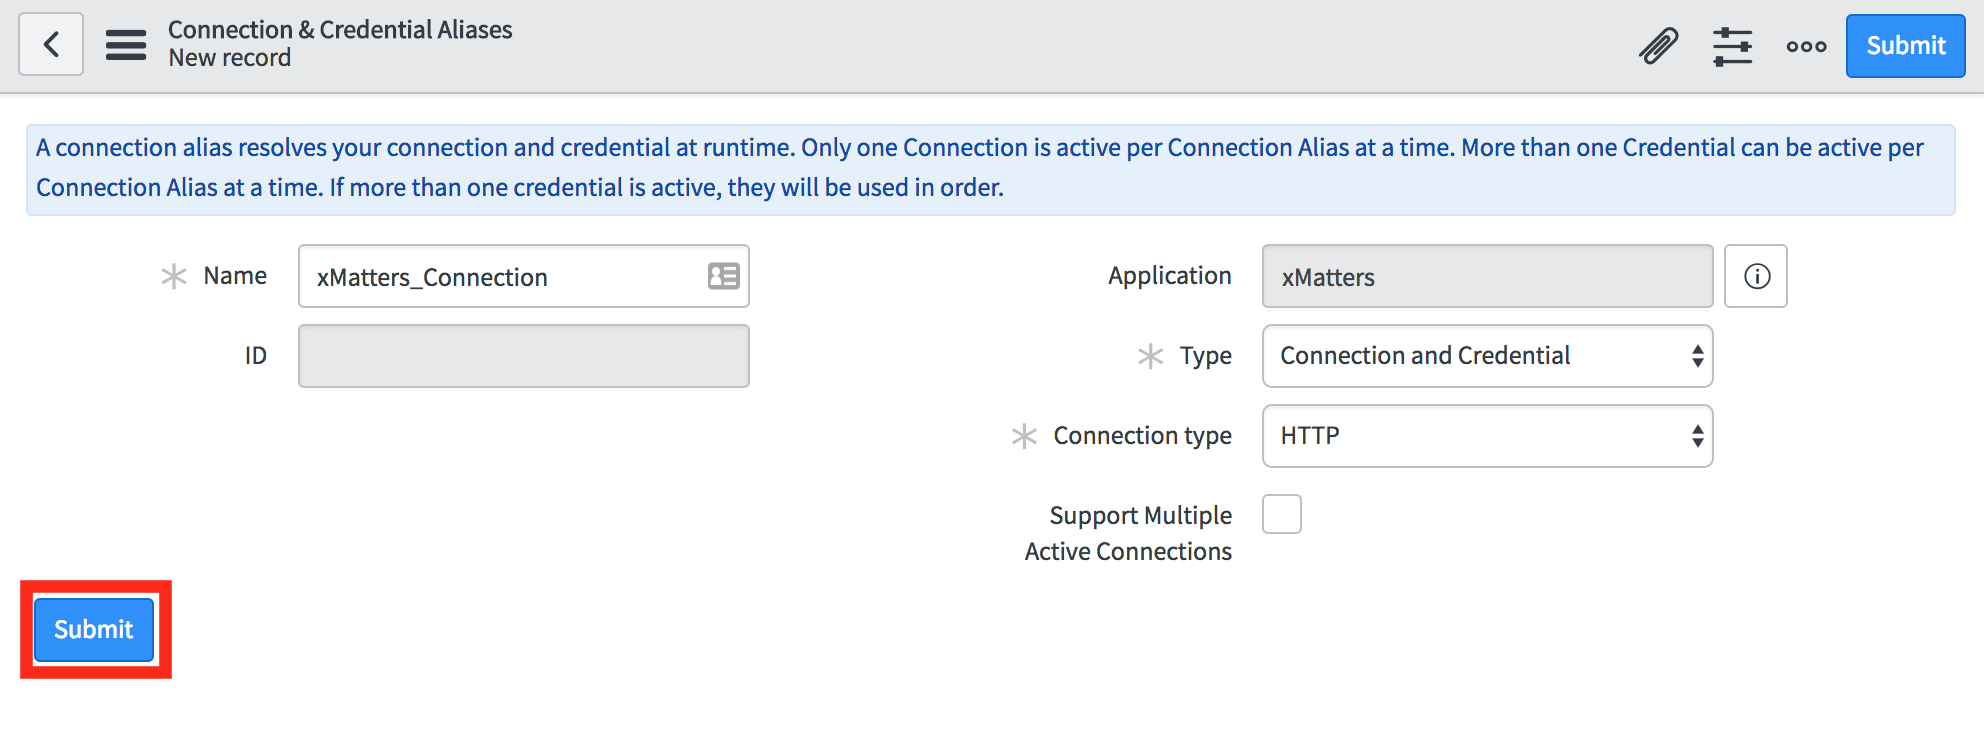 Connection & Credential Aliases
New record
Submit
A connection alias resolves your connection and credential at runtime. Only one Connection is active per Connection Alias at a time. More than one Credential can be active per
Connection Alias at a time. If more than one credential is active, they will be used in order.
Name
xMatters_Connection
Application
xMatters
ID
Type
Connection and Credential
Connection type
HTTP
Support Multiple
Active Connections
Submit